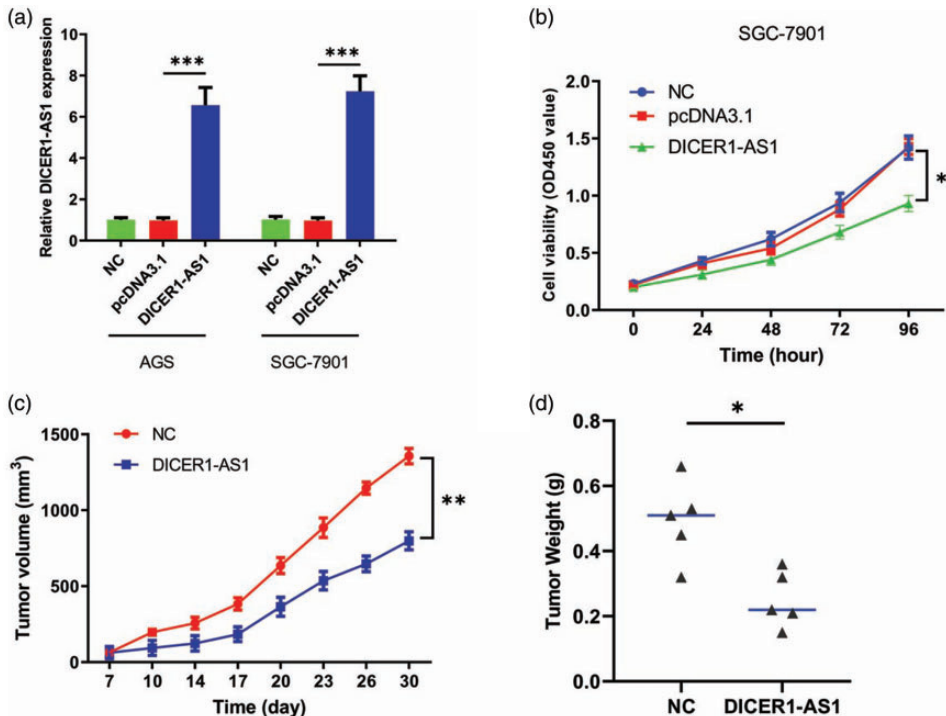 (a)
Relative DICER1-AS1 expression
10
8
6
4
2
0
***
***
NC
pcDNA3.1
DICER1-AS1
NC
pcDNA3.1
DICER1-AS1
AGS
SGC-7901
(b)
SGC-7901
Cell viability (OD450 value)
2.0
1.5
1.0
0.5
0.0
NC
pcDNA3.1
DICER1-AS1
*
0 24 48 72 96
Time (hour)
(c)
Tumor volume (mm³)
1500
1000
500
0
NC
DICER1-AS1
**
7 10 14 17 20 23 26 30
Time (day)
(d)
Tumor Weight (g)
0.8
0.6
0.4
0.2
0.0
*
NC DICER1-AS1